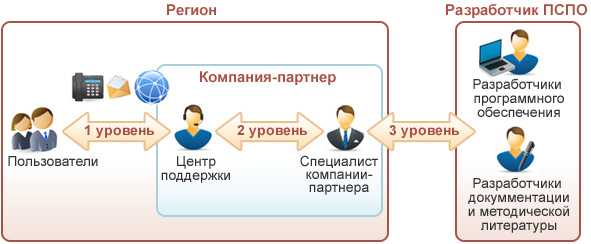 Регион
Разработчик ПСПО
Компания-партнер
1 уровень
2 уровень
3 уровень
Пользователи
Центр
поддержки
Специалист
компании-
партнера
Разработчики
программного
обеспечения
Разработчики
докумментации
и методической
литературы